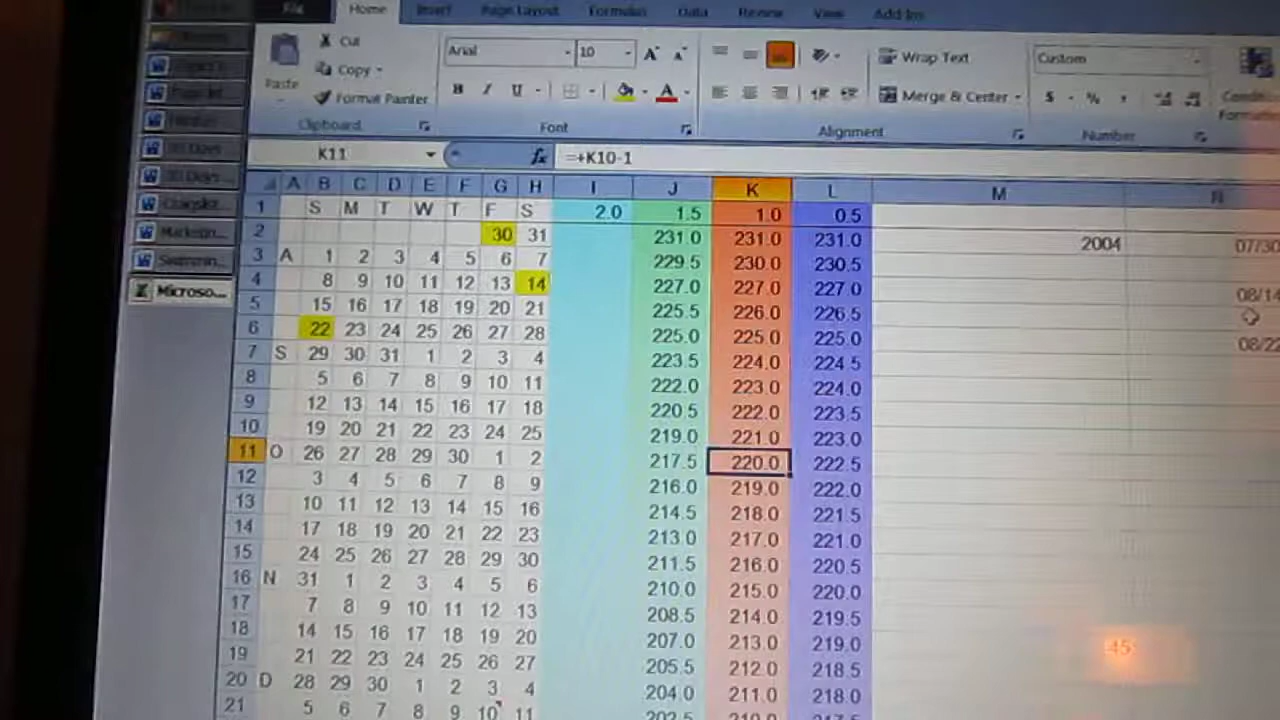 File Home Insert Page Layout Formulas Data Review View Add-Ins
Cut Arial 10 Wrap Text Custom
Paste Copy
Format Painter B I U A Merge & Center $ % ,
Clipboard Font Alignment Number
K11 fx =+K10-1
Microso...
A B C D E F G H I J K L M
1 S M T W T F S 2.0 1.5 1.0 0.5
2 30 31 231.0 231.0 231.0 2004 07/30
3 A 1 2 3 4 5 6 7 229.5 230.0 230.5
4 8 9 10 11 12 13 14 227.0 227.0 227.0 08/14
5 15 16 17 18 19 20 21 225.5 226.0 226.5
6 22 23 24 25 26 27 28 225.0 225.0 225.0 08/22
7 S 29 30 31 1 2 3 4 223.5 224.0 224.5
8 5 6 7 8 9 10 11 222.0 223.0 224.0
9 12 13 14 15 16 17 18 220.5 222.0 223.5
10 19 20 21 22 23 24 25 219.0 221.0 223.0
11 O 26 27 28 29 30 1 2 217.5 220.0 222.5
12 3 4 5 6 7 8 9 216.0 219.0 222.0
13 10 11 12 13 14 15 16 214.5 218.0 221.5
14 17 18 19 20 21 22 23 213.0 217.0 221.0
15 24 25 26 27 28 29 30 211.5 216.0 220.5
16 N 31 1 2 3 4 5 6 210.0 215.0 220.0
17 7 8 9 10 11 12 13 208.5 214.0 219.5
18 14 15 16 17 18 19 20 207.0 213.0 219.0
19 21 22 23 24 25 26 27 205.5 212.0 218.5
20 D 28 29 30 1 2 3 4 204.0 211.0 218.0
21 5 6 7 8 9 10 11 202.5 210.0 217.5